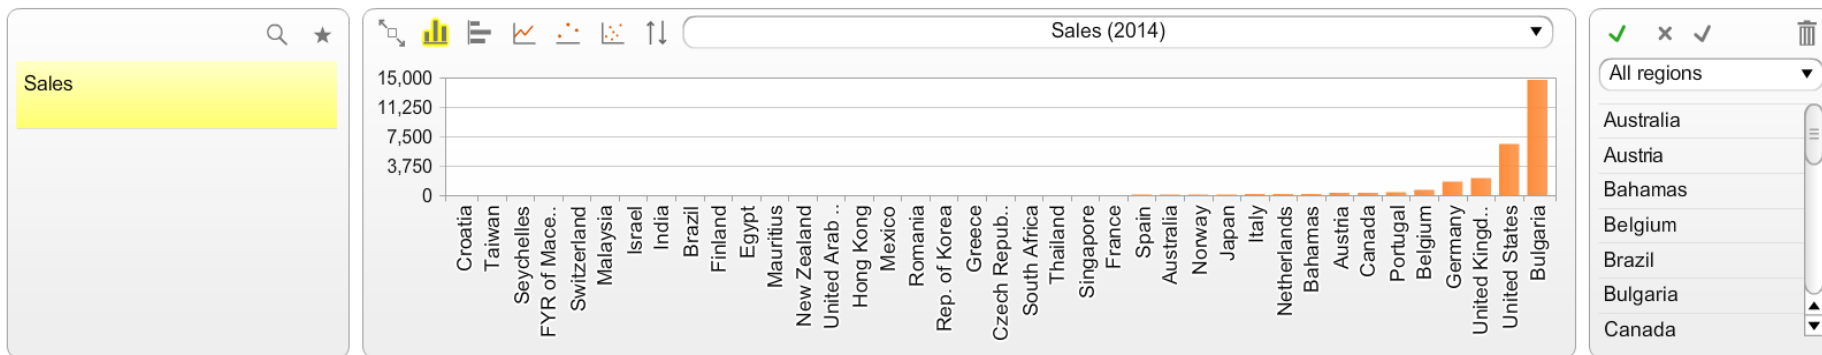 Sales
Sales (2014)
15,000
11,250
7,500
3,750
0
Croatia
Taiwan
Seychelles
FYR of Mace..
Switzerland
Malaysia
Israel
India
Brazil
Finland
Egypt
Mauritius
New Zealand
United Arab ..
Hong Kong
Mexico
Romania
Rep. of Korea
Greece
Czech Repub..
South Africa
Thailand
Singapore
France
Spain
Australia
Norway
Japan
Italy
Netherlands
Bahamas
Austria
Canada
Portugal
Belgium
Germany
United Kingd..
United States
Bulgaria
All regions
Australia
Austria
Bahamas
Belgium
Brazil
Bulgaria
Canada